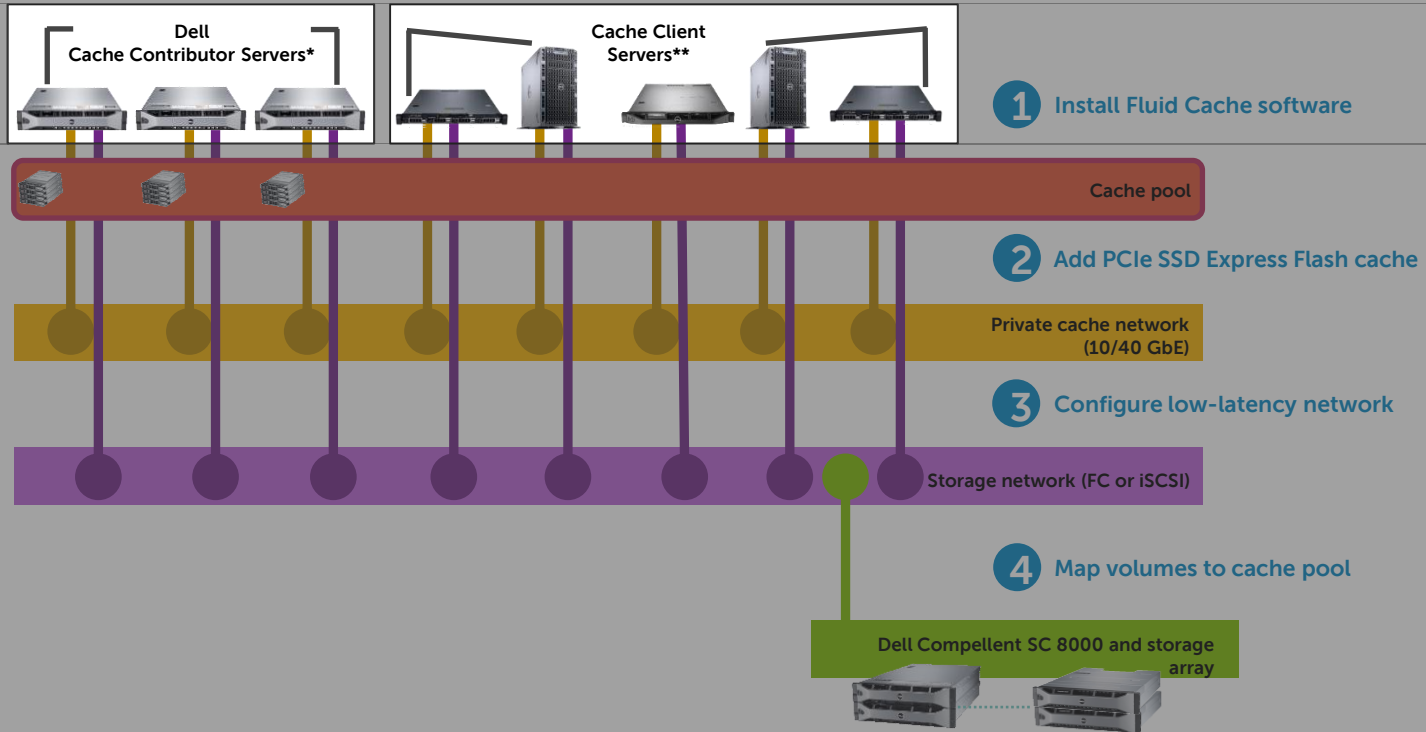 Dell
Cache Contributor Servers*
Cache Client
Servers**
1 Install Fluid Cache software
Cache pool
2 Add PCIe SSD Express Flash cache
Private cache network
(10/40 GbE)
3 Configure low-latency network
Storage network (FC or iSCSI)
4 Map volumes to cache pool
Dell Compellent SC 8000 and storage
array